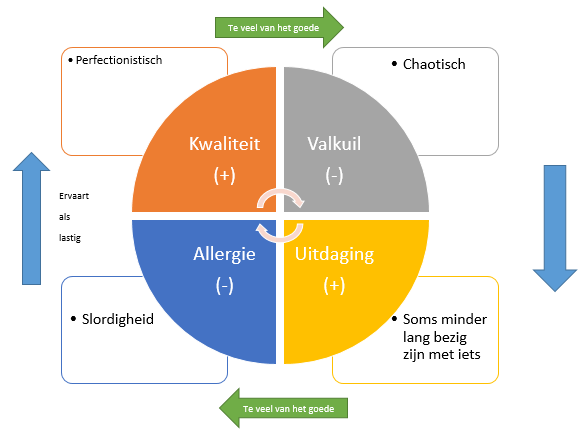 Te veel van het goede
• Perfectionistisch
• Chaotisch
Kwaliteit
(+)
Valkuil
(-)
Ervaart
als
lastig
Allergie
(-)
Uitdaging
(+)
• Slordigheid
• Soms minder
lang bezig
zijn met iets
Te veel van het goede